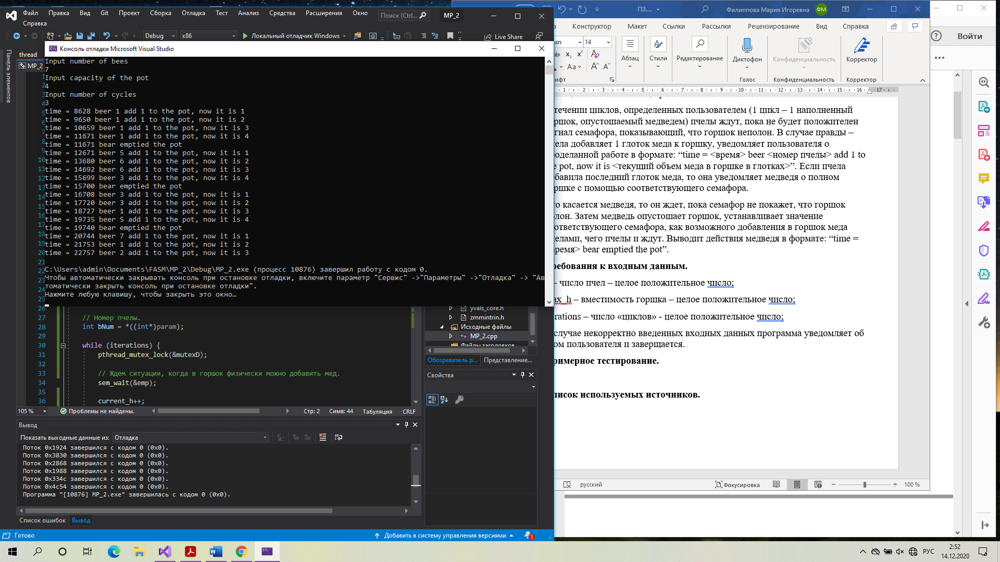 Файл Правка Вид Git Проект Сборка Отладка Тест Анализ Средства Расширения Окно
Справка
Поиск (Ctrl...
MP_2
Debug x86 Локальный отладчик Windows Live Share
thread
MP_2
Панель элементов
Консоль отладки Microsoft Visual Studio
Input number of bees
7
Input capacity of the pot
4
Input number of cycles
3
time = 8628 beer 1 add 1 to the pot, now it is 1
time = 9650 beer 1 add 1 to the pot, now it is 2
time = 10659 beer 1 add 1 to the pot, now it is 3
time = 11671 beer 1 add 1 to the pot, now it is 4
time = 11671 bear emptied the pot
time = 12671 beer 5 add 1 to the pot, now it is 1
time = 13680 beer 6 add 1 to the pot, now it is 2
time = 14692 beer 6 add 1 to the pot, now it is 3
time = 15699 beer 3 add 1 to the pot, now it is 4
time = 15700 bear emptied the pot
time = 16708 beer 3 add 1 to the pot, now it is 1
time = 17720 beer 3 add 1 to the pot, now it is 2
time = 18727 beer 1 add 1 to the pot, now it is 3
time = 19735 beer 5 add 1 to the pot, now it is 4
time = 19740 bear emptied the pot
time = 20744 beer 7 add 1 to the pot, now it is 1
time = 21753 beer 1 add 1 to the pot, now it is 2
time = 22757 beer 2 add 1 to the pot, now it is 3
C:\Users\admin\Documents\FASM\MP_2\Debug\MP_2.exe (процесс 10876) завершил работу с кодом 0.
Чтобы автоматически закрывать консоль при остановке отладки, включите параметр "Сервис" ->"Параметры" ->"Отладка" -> "Ав
томатически закрыть консоль при остановке отладки".
Нажмите любую клавишу, чтобы закрыть это окно…
27 // Номер пчелы.
28 int bNum = *((int*)param);
29
30 while (iterations) {
31 pthread_mutex_lock(&mutexD);
32
33 // Ждем ситуации, когда в горшок физически можно добавить мед.
34 sem_wait(&emp);
35
36 current_h++;
105 % Проблемы не найдены. Стр: 2 Симв: 44 Табуляция CRLF
yvals_core.h
zmmintrin.h
Исходные файлы
MP_2.cpp
Файлы заголовков
Обозреватель р... Представление...
Свойства
Вывод
Показать выходные данные из: Отладка
Поток 0x1924 завершился с кодом 0 (0x0).
Поток 0x3830 завершился с кодом 0 (0x0).
Поток 0x2868 завершился с кодом 0 (0x0).
Поток 0x1988 завершился с кодом 0 (0x0).
Поток 0x334c завершился с кодом 0 (0x0).
Поток 0x4c54 завершился с кодом 0 (0x0).
Программа "[10876] MP_2.exe" завершилась с кодом 0 (0x0).
Список ошибок Вывод
Готово Добавить в систему управления версиями 1
ПЗ.... Филиппова Мария Игоревна ФМ
Конструктор Макет Ссылки Рассылки Рецензирование Вид Справка
14
Абзац Стили Редактирование Диктофон Конфиденциальность Корректор
ифт Голос Конфиденциальность Корректор
1 2 3 4 5 6 7 8 9 10 11 12 13 14 15 16 17
течении циклов, определенных пользователем (1 цикл – 1 наполненный
ршок, опустошаемый медведем) пчелы ждут, пока не будет положителен
гнал семафора, показывающий, что горшок неполон. В случае правды –
ела добавляет 1 глоток меда к горшку, уведомляет пользователя о
роделанной работе в формате: “time = <время> beer <номер пчелы> add 1 to
e pot, now it is <текущий объем меда в горшке в глотках>”. Если пчела
бавила последний глоток меда, то она уведомляет медведя о полном
ршке с помощью соответствующего семафора.
о касается медведя, то он ждет, пока семафор не покажет, что горшок
лон. Затем медведь опустошает горшок, устанавливает значение
ответствующего семафора, как возможного добавления в горшок меда
елами, чего пчелы и ждут. Выводит действия медведя в формате: “time =
время> bear emptied the pot”.
ребования к входным данным.
– число пчел – целое положительное число;
ax_h – вместимость горшка – целое положительное число;
rations – число «циклов» - целое положительное число;
случае некорректно введенных входных данных программа уведомляет об
ом пользователя и заверщается.
римерное тестирование.
писок используемых источников.
русский Фокусировка 100 %
Войти
РУС 2:52
14.12.2020